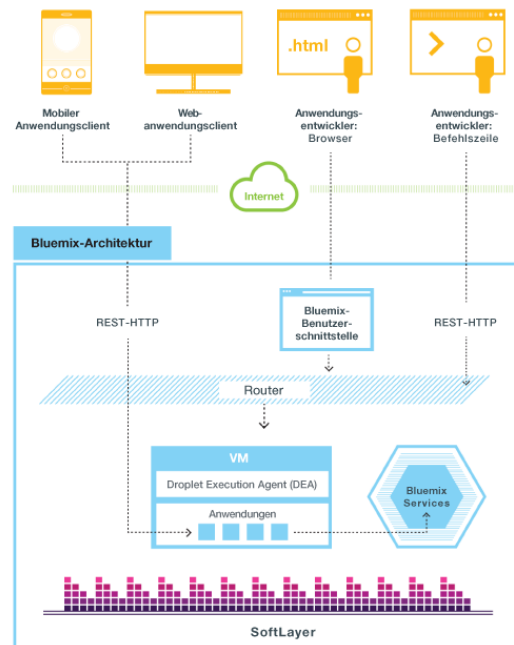 .html
Mobiler
Anwendungsclient
Web-
anwendungsclient
Anwendungs-
entwickler:
Browser
Anwendungs-
entwickler:
Befehlszeile
Internet
Bluemix-Architektur
REST-HTTP
Bluemix-
Benutzer-
schnittstelle
REST-HTTP
Router
VM
Droplet Execution Agent (DEA)
Anwendungen
Bluemix
Services
SoftLayer